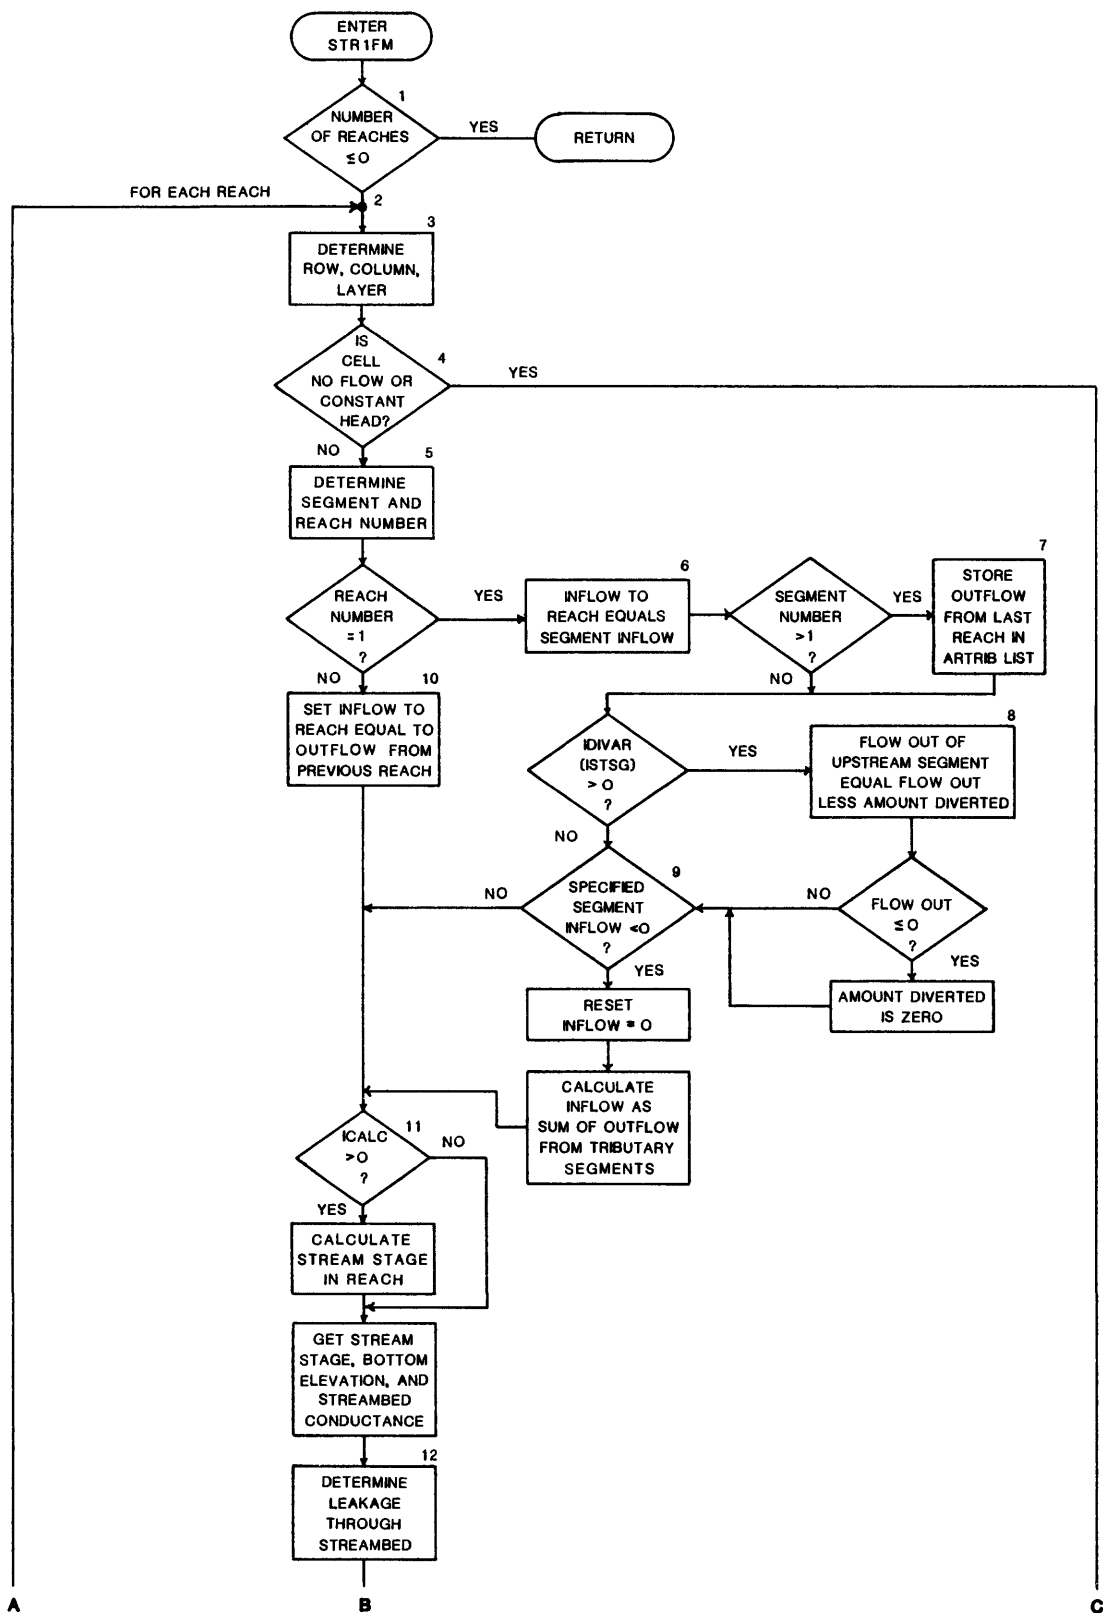 ENTER
STR1FM
1
NUMBER
OF REACHES
≤0
YES
RETURN
FOR EACH REACH
2
3
DETERMINE
ROW, COLUMN,
LAYER
4
IS
CELL
NO FLOW OR
CONSTANT
HEAD?
YES
NO
5
DETERMINE
SEGMENT AND
REACH NUMBER
REACH
NUMBER
=1
?
YES
6
INFLOW TO
REACH EQUALS
SEGMENT INFLOW
SEGMENT
NUMBER
>1
?
YES
7
STORE
OUTFLOW
FROM LAST
REACH IN
ARTRIB LIST
NO
NO
10
SET INFLOW TO
REACH EQUAL TO
OUTFLOW FROM
PREVIOUS REACH
IDIVAR
(ISTSG)
>0
?
YES
8
FLOW OUT OF
UPSTREAM SEGMENT
EQUAL FLOW OUT
LESS AMOUNT DIVERTED
NO
9
SPECIFIED
SEGMENT
INFLOW <0
?
NO
NO
FLOW OUT
≤0
?
YES
YES
AMOUNT DIVERTED
IS ZERO
RESET
INFLOW = 0
CALCULATE
INFLOW AS
SUM OF OUTFLOW
FROM TRIBUTARY
SEGMENTS
11
ICALC
>0
?
NO
YES
CALCULATE
STREAM STAGE
IN REACH
GET STREAM
STAGE, BOTTOM
ELEVATION, AND
STREAMBED
CONDUCTANCE
12
DETERMINE
LEAKAGE
THROUGH
STREAMBED
A
B
C